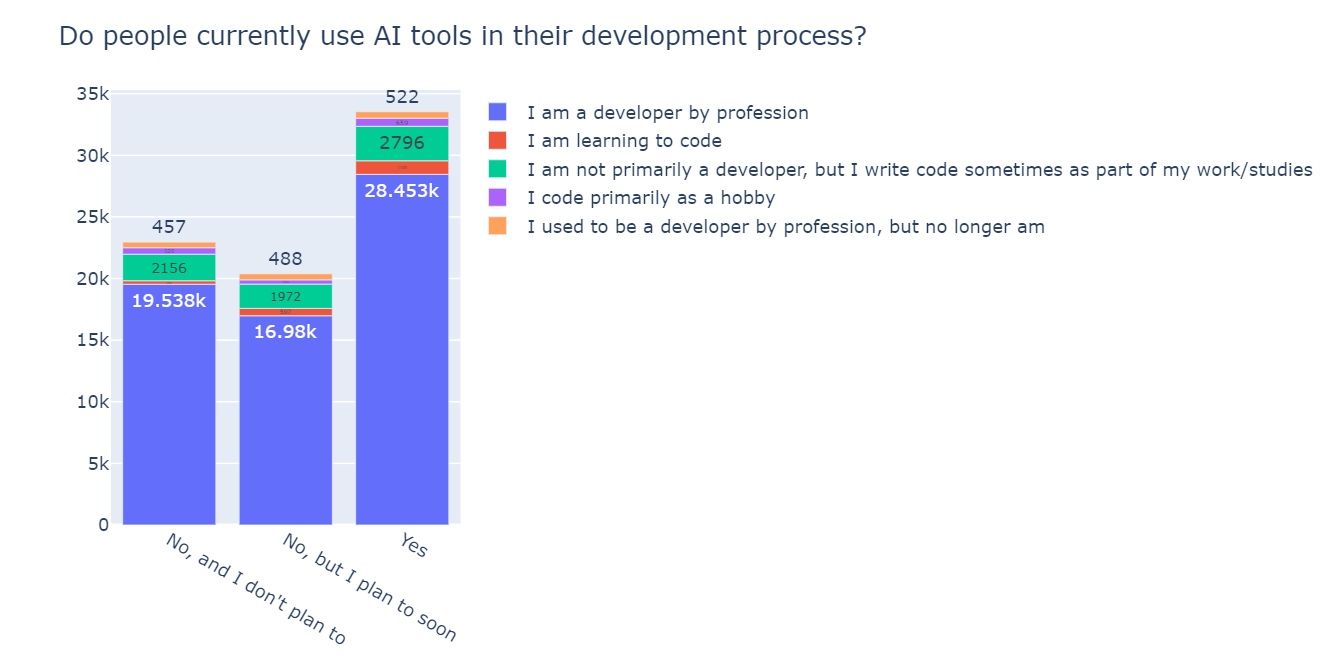 Do people currently use AI tools in their development process?
35k
30k
25k
20k
15k
10k
5k
0
457
2156
19.538k
488
1972
16.98k
522
2796
28.453k
No, and I don't plan to
No, but I plan to soon
Yes
I am a developer by profession
I am learning to code
I am not primarily a developer, but I write code sometimes as part of my work/studies
I code primarily as a hobby
I used to be a developer by profession, but no longer am